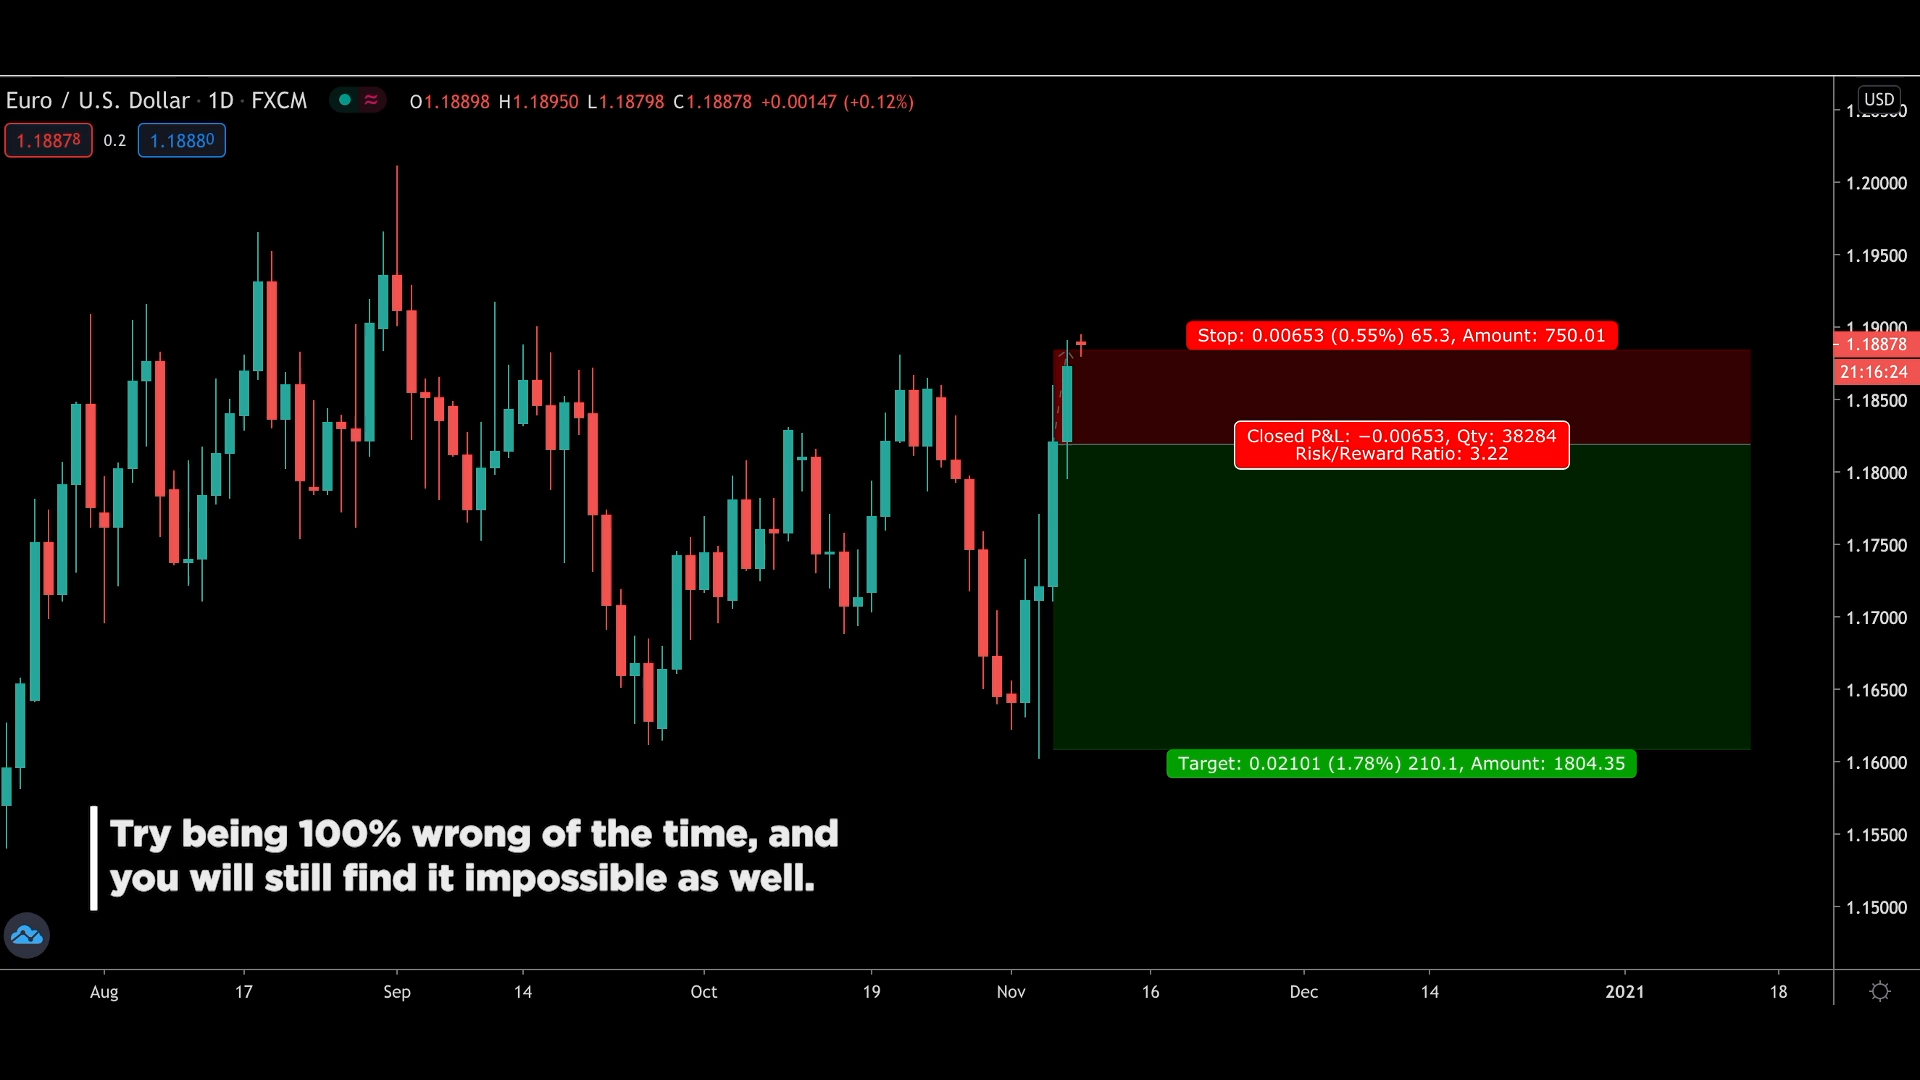 Euro / U.S. Dollar · 1D · FXCM
O1.18898 H1.18950 L1.18798 C1.18878 +0.00147 (+0.12%)
1.18878 0.2 1.18880
USD
1.20000
1.19500
1.19000
1.18878
21:16:24
1.18500
1.18000
1.17500
1.17000
1.16500
1.16000
1.15500
1.15000
Stop: 0.00653 (0.55%) 65.3, Amount: 750.01
Closed P&L: −0.00653, Qty: 38284
Risk/Reward Ratio: 3.22
Target: 0.02101 (1.78%) 210.1, Amount: 1804.35
Try being 100% wrong of the time, and
you will still find it impossible as well.
Aug 17 Sep 14 Oct 19 Nov 16 Dec 14 2021 18